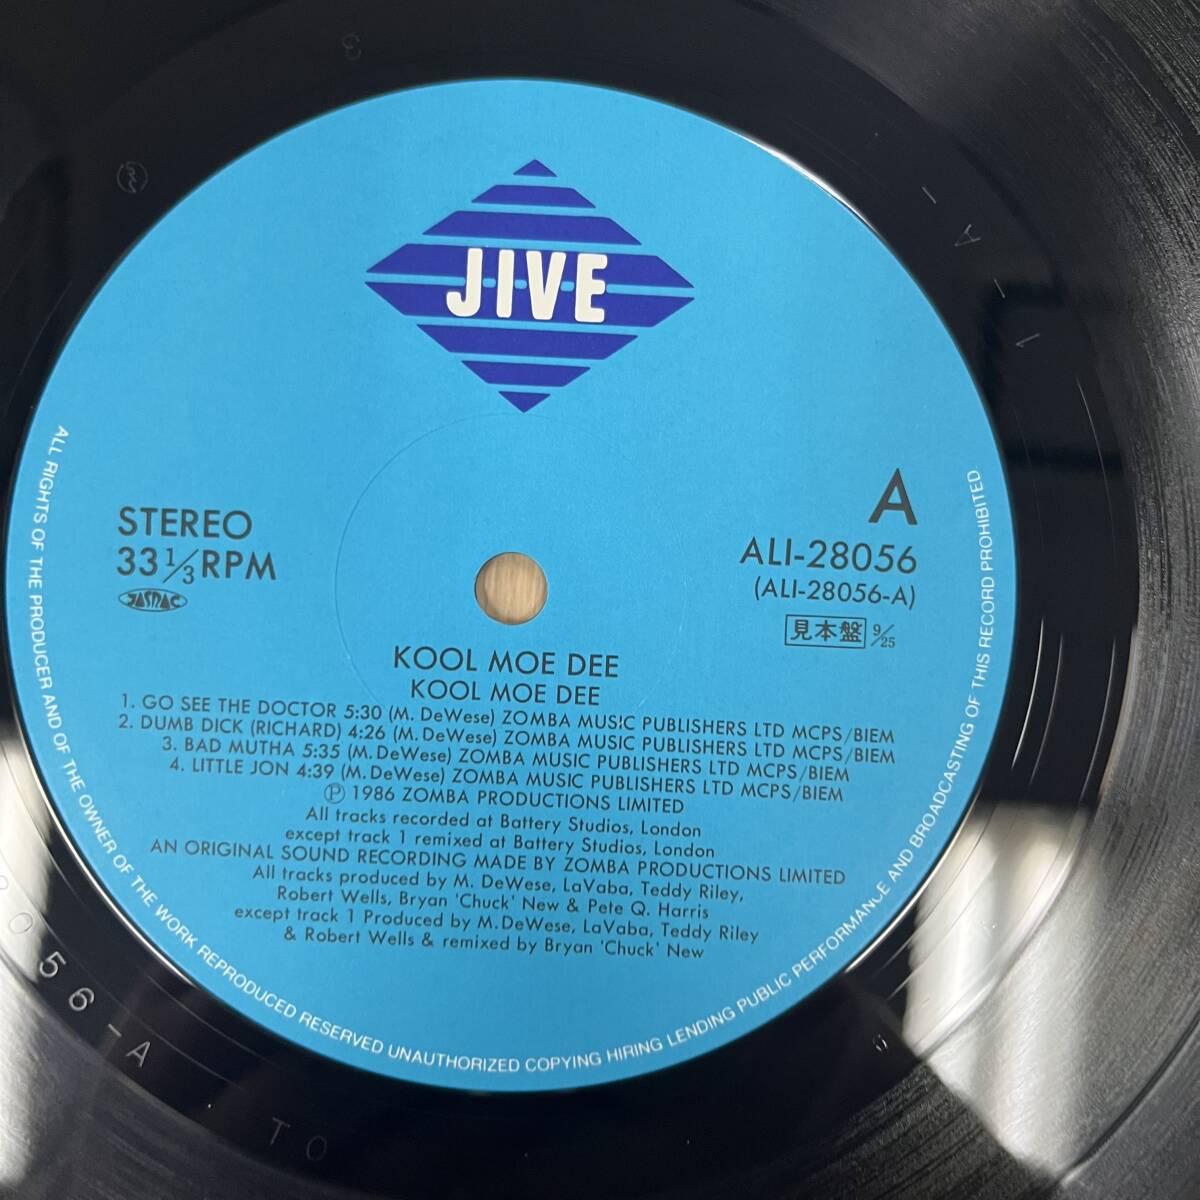 JIVE
A
STEREO
33 1/3 RPM
JASRAC
ALI-28056
(ALI-28056-A)
見本盤 9/25
KOOL MOE DEE
KOOL MOE DEE
1. GO SEE THE DOCTOR 5:30 (M. DeWese) ZOMBA MUSIC PUBLISHERS LTD MCPS/BIEM
2. DUMB DICK (RICHARD) 4:26 (M. DeWese) ZOMBA MUSIC PUBLISHERS LTD MCPS/BIEM
3. BAD MUTHA 5:35 (M. DeWese) ZOMBA MUSIC PUBLISHERS LTD MCPS/BIEM
4. LITTLE JON 4:39 (M. DeWese) ZOMBA MUSIC PUBLISHERS LTD MCPS/BIEM
Ⓟ 1986 ZOMBA PRODUCTIONS LIMITED
All tracks recorded at Battery Studios, London
except track 1 remixed at Battery Studios, London
AN ORIGINAL SOUND RECORDING MADE BY ZOMBA PRODUCTIONS LIMITED
All tracks produced by M. DeWese, LaVaba, Teddy Riley,
Robert Wells, Bryan 'Chuck' New & Pete Q. Harris
except track 1 Produced by M. DeWese, LaVaba, Teddy Riley
& Robert Wells & remixed by Bryan 'Chuck' New
ALL RIGHTS OF THE PRODUCER AND OF THE OWNER OF THE WORK REPRODUCED RESERVED UNAUTHORIZED COPYING HIRING LENDING PUBLIC PERFORMANCE AND BROADCASTING OF THIS RECORD PROHIBITED
8056-A TO
-A-1
3